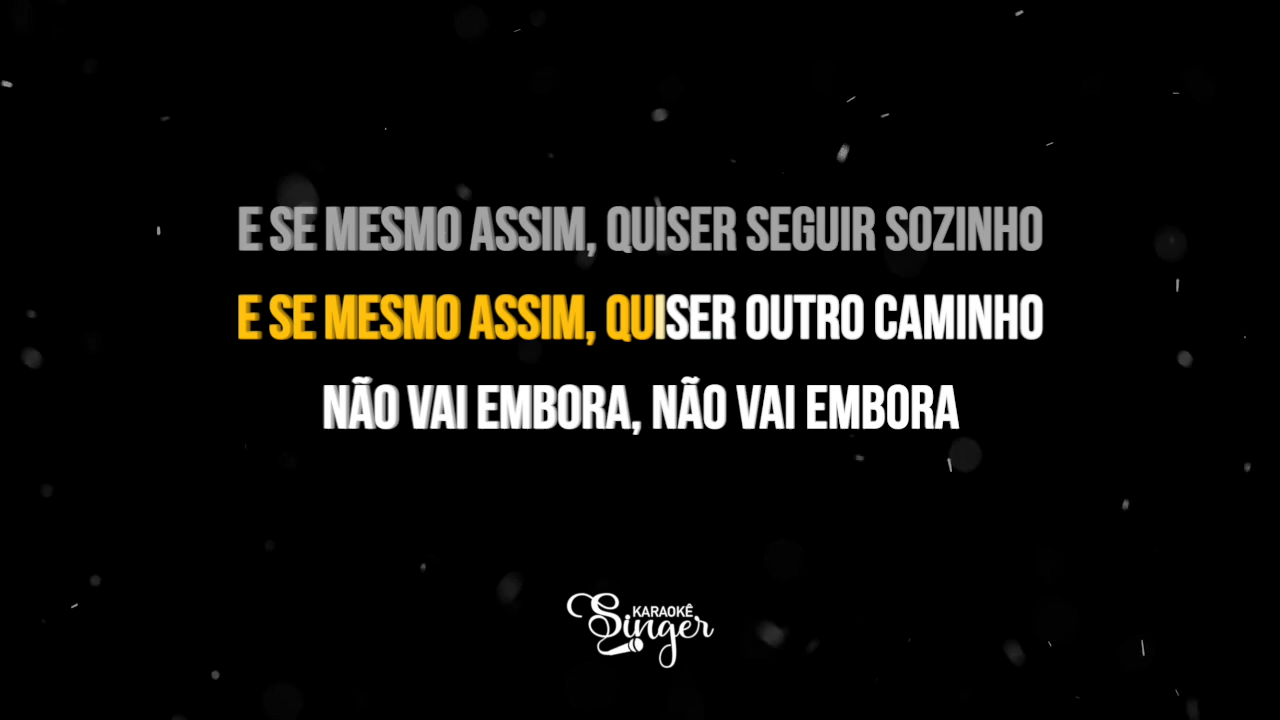 E SE MESMO ASSIM, QUISER SEGUIR SOZINHO
E SE MESMO ASSIM, QUISER OUTRO CAMINHO
NÃO VAI EMBORA, NÃO VAI EMBORA
KARAOKÊ
Singer